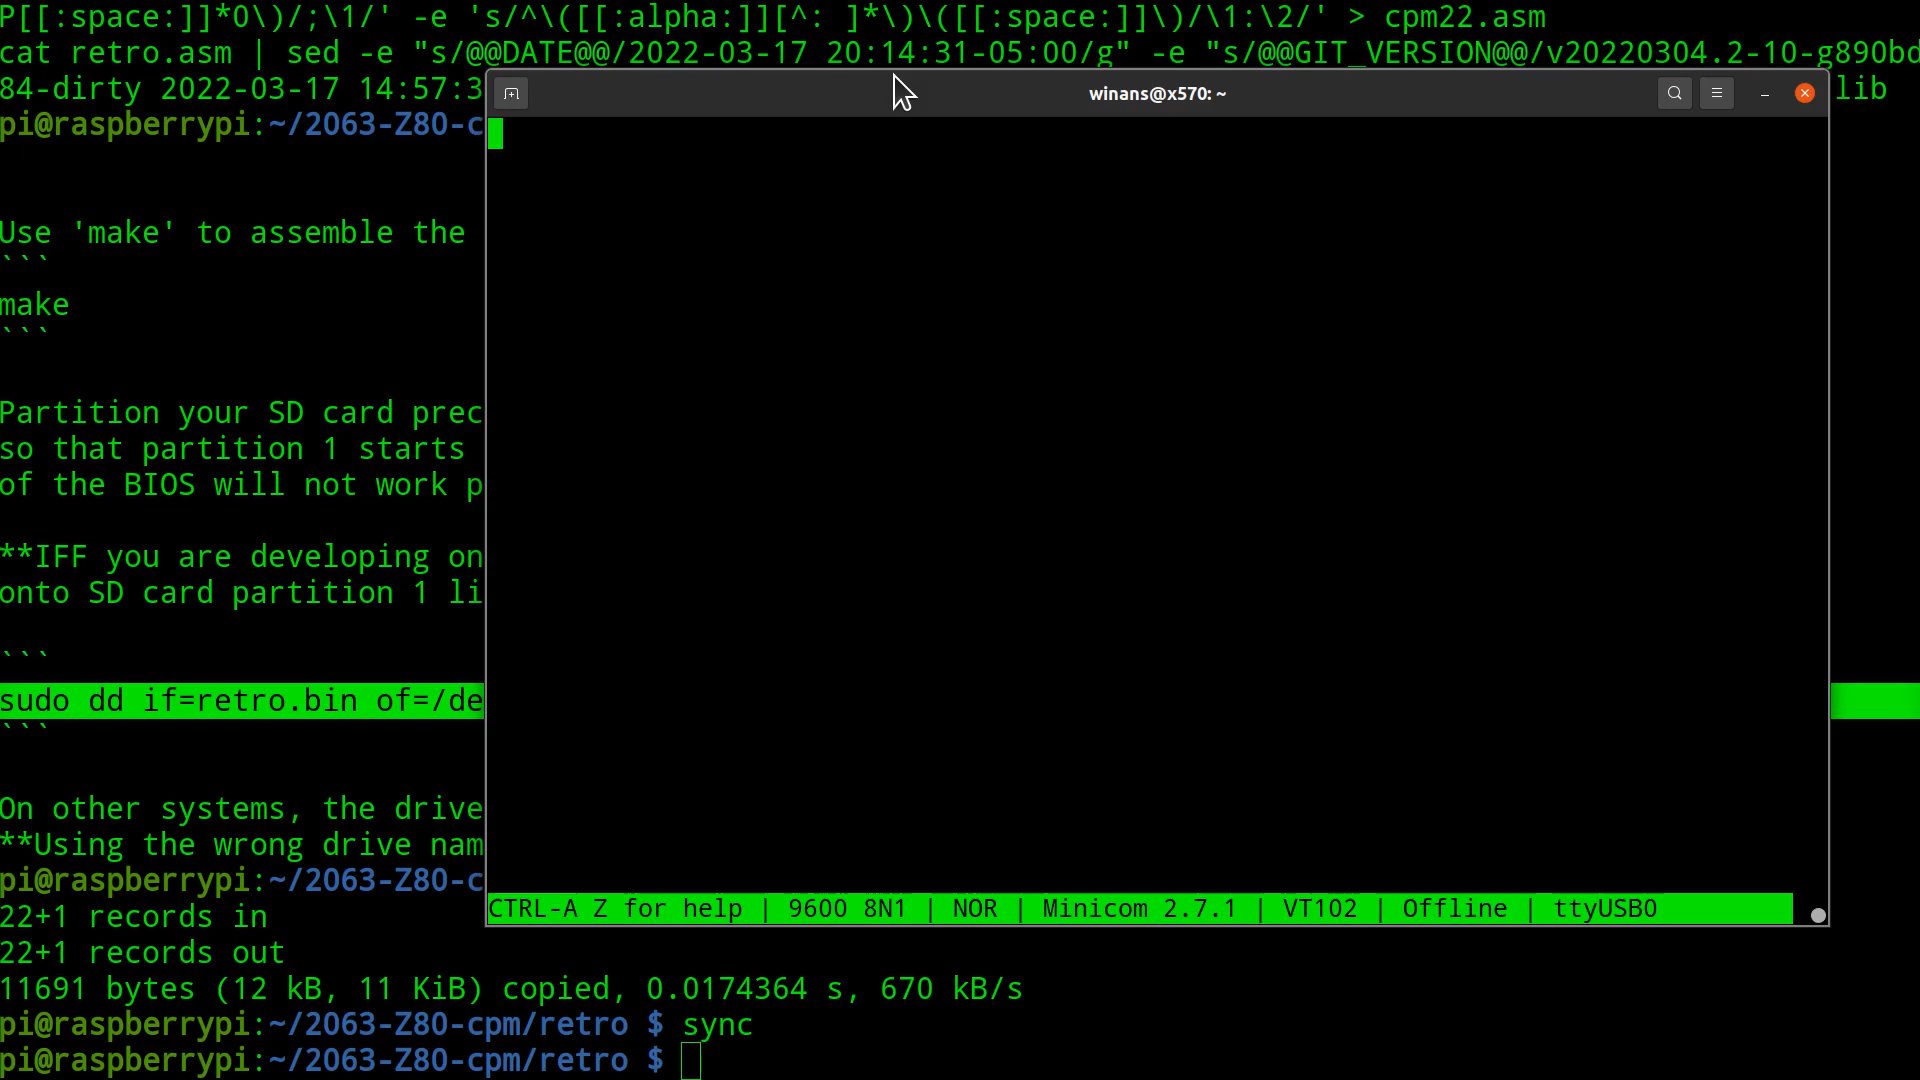 P[[:space:]]*0\)/;\1/' -e 's/^\([[:alpha:]][^: ]*\)\([[:space:]]\)/\1:\2/' > cpm22.asm
cat retro.asm | sed -e "s/@@DATE@@/2022-03-17 20:14:31-05:00/g" -e "s/@@GIT_VERSION@@/v20220304.2-10-g890bd
84-dirty 2022-03-17 14:57:3
lib
winans@x570: ~
pi@raspberrypi:~/2063-Z80-c
Use 'make' to assemble the
```
make
```
Partition your SD card prec
so that partition 1 starts
of the BIOS will not work p
**IFF you are developing on
onto SD card partition 1 li
```
sudo dd if=retro.bin of=/de
```
On other systems, the drive
**Using the wrong drive nam
pi@raspberrypi:~/2063-Z80-c
CTRL-A Z for help | 9600 8N1 | NOR | Minicom 2.7.1 | VT102 | Offline | ttyUSB0
22+1 records in
22+1 records out
11691 bytes (12 kB, 11 KiB) copied, 0.0174364 s, 670 kB/s
pi@raspberrypi:~/2063-Z80-cpm/retro $ sync
pi@raspberrypi:~/2063-Z80-cpm/retro $